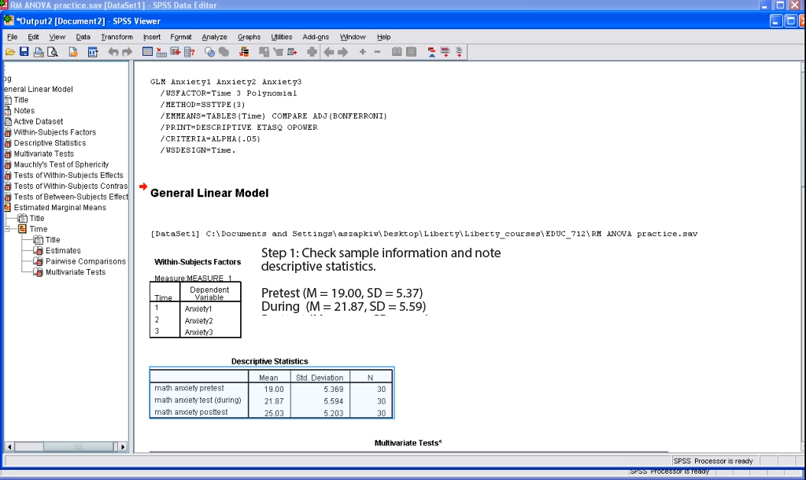 RM ANOVA practice.sav [DataSet1] - SPSS Data Editor
*Output2 [Document2] - SPSS Viewer
File Edit View Data Transform Insert Format Analyze Graphs Utilities Add-ons Window Help
og
eneral Linear Model
Title
Notes
Active Dataset
Within-Subjects Factors
Descriptive Statistics
Multivariate Tests
Mauchly's Test of Sphericity
Tests of Within-Subjects Effects
Tests of Within-Subjects Contras
Tests of Between-Subjects Effect
Estimated Marginal Means
Title
Time
Title
Estimates
Pairwise Comparisons
Multivariate Tests
GLM Anxiety1 Anxiety2 Anxiety3
/WSFACTOR=Time 3 Polynomial
/METHOD=SSTYPE(3)
/EMMEANS=TABLES(Time) COMPARE ADJ(BONFERRONI)
/PRINT=DESCRIPTIVE ETASQ OPOWER
/CRITERIA=ALPHA(.05)
/WSDESIGN=Time.
General Linear Model
[DataSet1] C:\Documents and Settings\aszapkiw\Desktop\Liberty\Liberty_courses\EDUC_712\RM ANOVA practice.sav
Within-Subjects Factors
Measure:MEASURE_1
Time Dependent Variable
1 Anxiety1
2 Anxiety2
3 Anxiety3
Step 1: Check sample information and note
descriptive statistics.
Pretest (M = 19.00, SD = 5.37)
During (M = 21.87, SD = 5.59)
Descriptive Statistics
Mean Std. Deviation N
math anxiety pretest 19.00 5.369 30
math anxiety test (during) 21.87 5.594 30
math anxiety posttest 25.03 5.203 30
Multivariate Tests
SPSS Processor is ready
SPSS Processor is ready